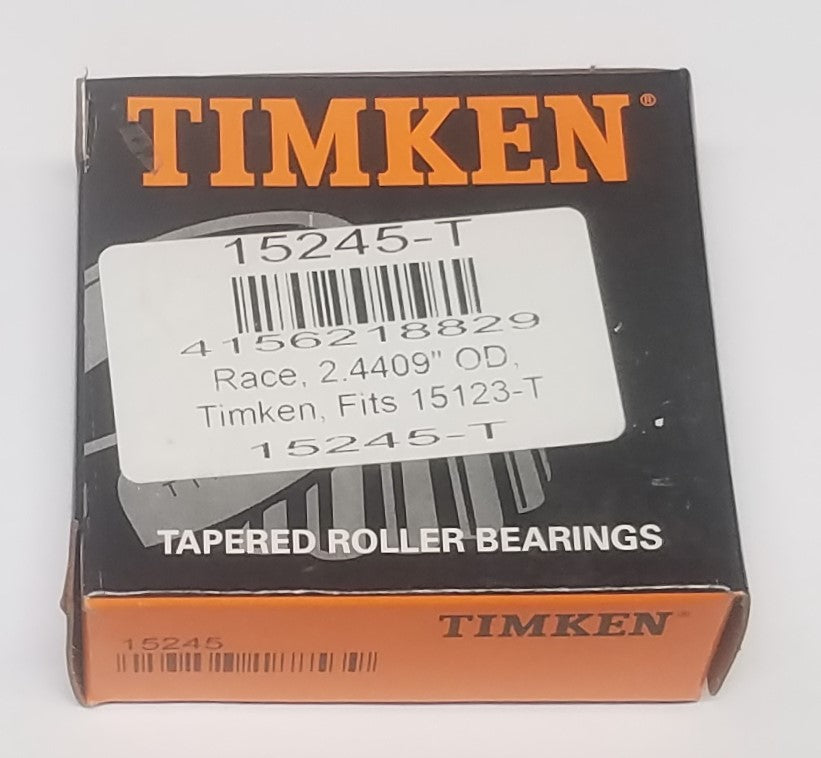 TIMKEN®
15245-T
4156218829
Race, 2.4409" OD,
Timken, Fits 15123-T
15245-T
TAPERED ROLLER BEARINGS
TIMKEN®
15245